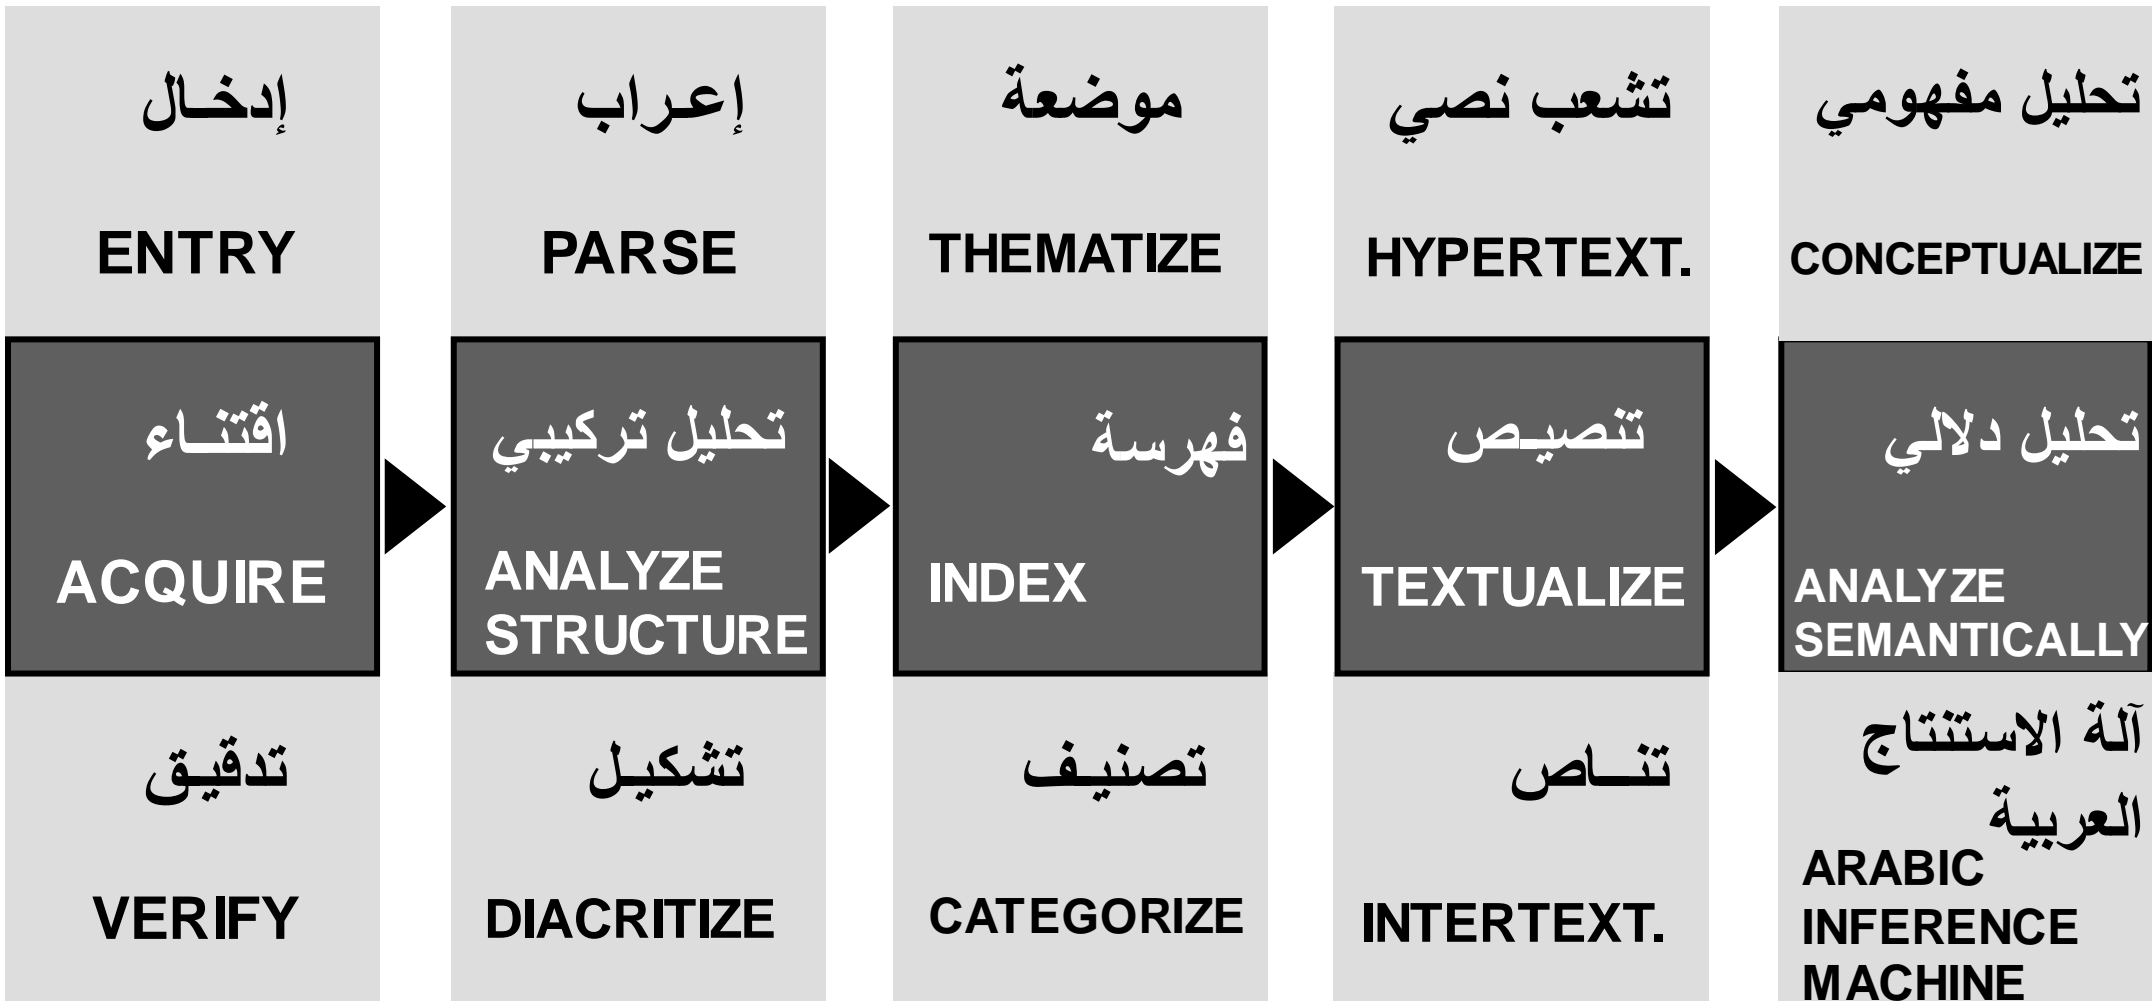 إدخـال
ENTRY
اقتنـاء
ACQUIRE
تدقيـق
VERIFY
إعـراب
PARSE
تحليل تركيبي
ANALYZE
STRUCTURE
تشكيـل
DIACRITIZE
موضعة
THEMATIZE
فهرسة
INDEX
تصنيـف
CATEGORIZE
تشعب نصي
HYPERTEXT.
تنصيـص
TEXTUALIZE
تنــاص
INTERTEXT.
تحليل مفهومي
CONCEPTUALIZE
تحليل دلالي
ANALYZE
SEMANTICALLY
آلة الاستنتاج
العربية
ARABIC
INFERENCE
MACHINE